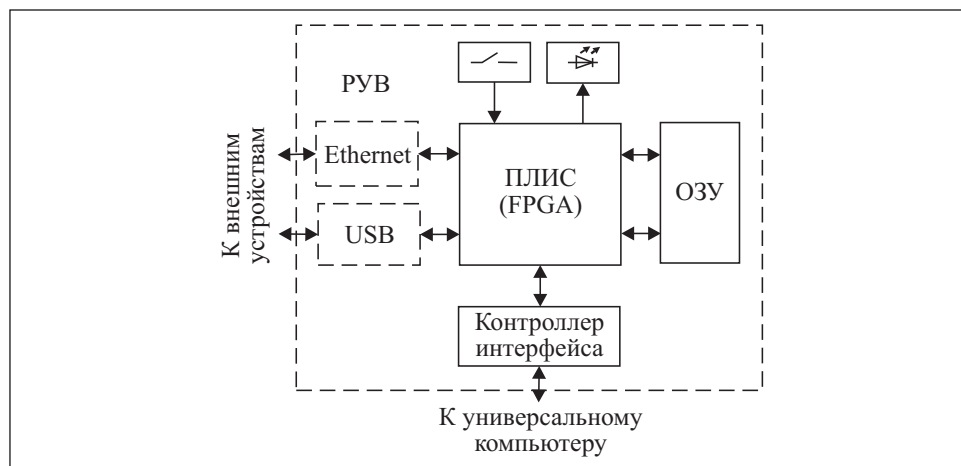 РУВ
К внешним
устройствам
Ethernet
USB
ПЛИС
(FPGA)
ОЗУ
Контроллер
интерфейса
К универсальному
компьютеру